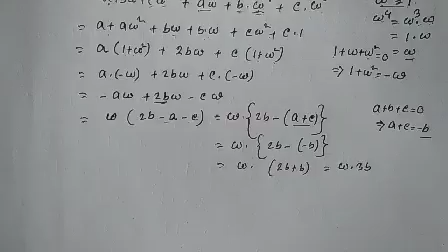 + aω + b·ω + c·ω
= a + aω² + bω + b·ω + cω² + c·1
= a (1+ω²) + 2bω + c (1+ω²)
= a·(-ω) + 2bω + c·(-ω)
= -aω + 2bω - cω
= ω (2b - a - c) = ω·{2b - (a+c)}
= ω·{2b - (-b)}
= ω· (2b+b) = ω·3b
ω⁴ = ω³·ω
= 1·ω
= ω
1+ω+ω²=0
⇒ 1+ω² = -ω
a+b+c=0
⇒ a+c = -b